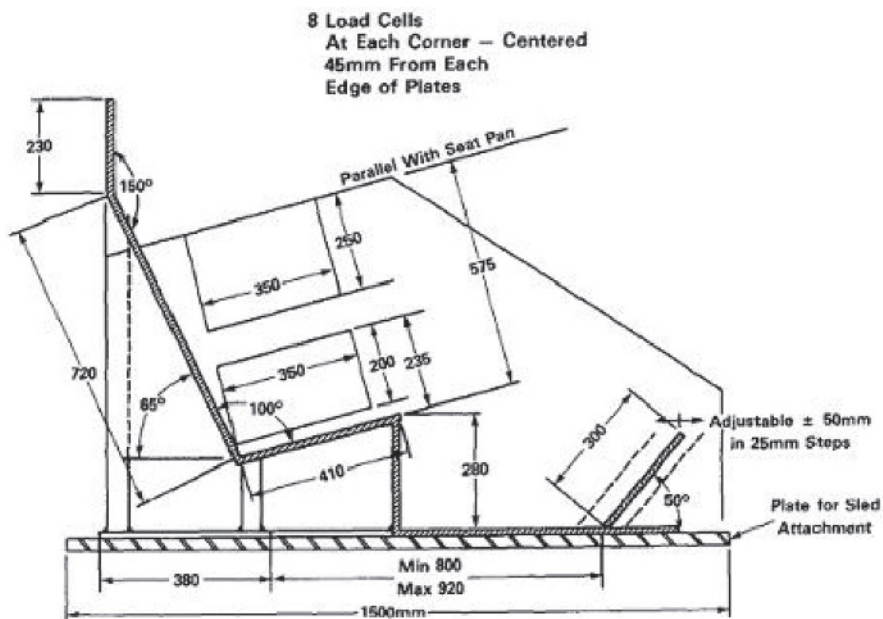 8 Load Cells
At Each Corner – Centered
45mm From Each
Edge of Plates
230
150°
Parallel With Seat Pan
250
575
350
720
350
200
235
65°
100°
410
280
300
Adjustable ± 50mm
in 25mm Steps
50°
Plate for Sled
Attachment
380
Min 800
Max 920
1500mm